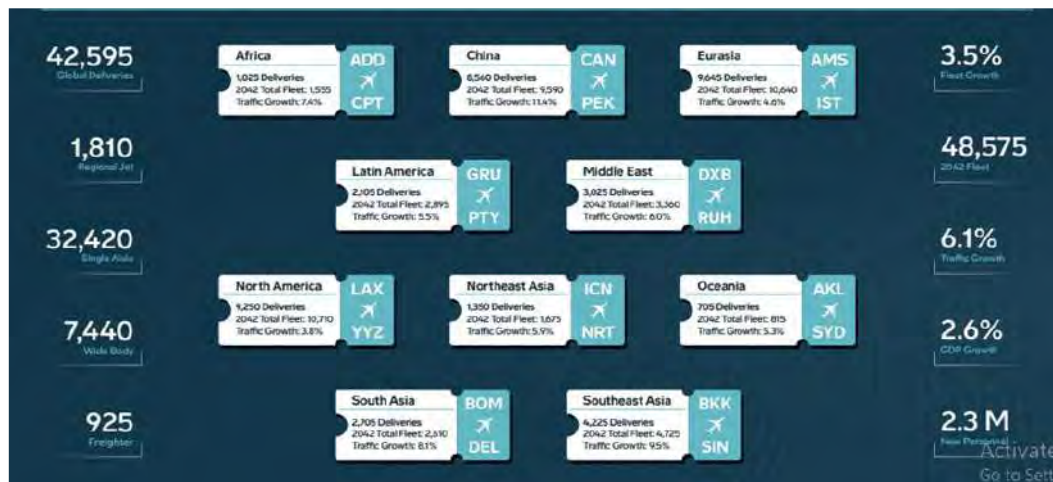 42,595
Global Deliveries
1,810
Regional Jet
32,420
Single Aisle
7,440
Wide Body
925
Freighter
Africa
1,025 Deliveries
2042 Total Fleet: 1,555
Traffic Growth: 7.4%
ADD
CPT
China
8,560 Deliveries
2042 Total Fleet: 9,590
Traffic Growth: 11.4%
CAN
PEK
Eurasia
9,645 Deliveries
2042 Total Fleet: 10,640
Traffic Growth: 4.6%
AMS
IST
Latin America
2,105 Deliveries
2042 Total Fleet: 2,895
Traffic Growth: 5.5%
GRU
PTY
Middle East
3,025 Deliveries
2042 Total Fleet: 3,360
Traffic Growth: 6.0%
DXB
RUH
North America
9,250 Deliveries
2042 Total Fleet: 10,710
Traffic Growth: 3.8%
LAX
YYZ
Northeast Asia
1,350 Deliveries
2042 Total Fleet: 1,675
Traffic Growth: 5.9%
ICN
NRT
Oceania
705 Deliveries
2042 Total Fleet: 815
Traffic Growth: 5.3%
AKL
SYD
South Asia
2,705 Deliveries
2042 Total Fleet:
Traffic Growth: 8.1%
BOM
DEL
Southeast Asia
4,225 Deliveries
2042 Total Fleet: 4,725
Traffic Growth: 9.5%
BKK
SIN
3.5%
Fleet Growth
48,575
2042 Fleet
6.1%
Traffic Growth
2.6%
GDP Growth
2.3 M
New Personnel
Activate
Go to Sett